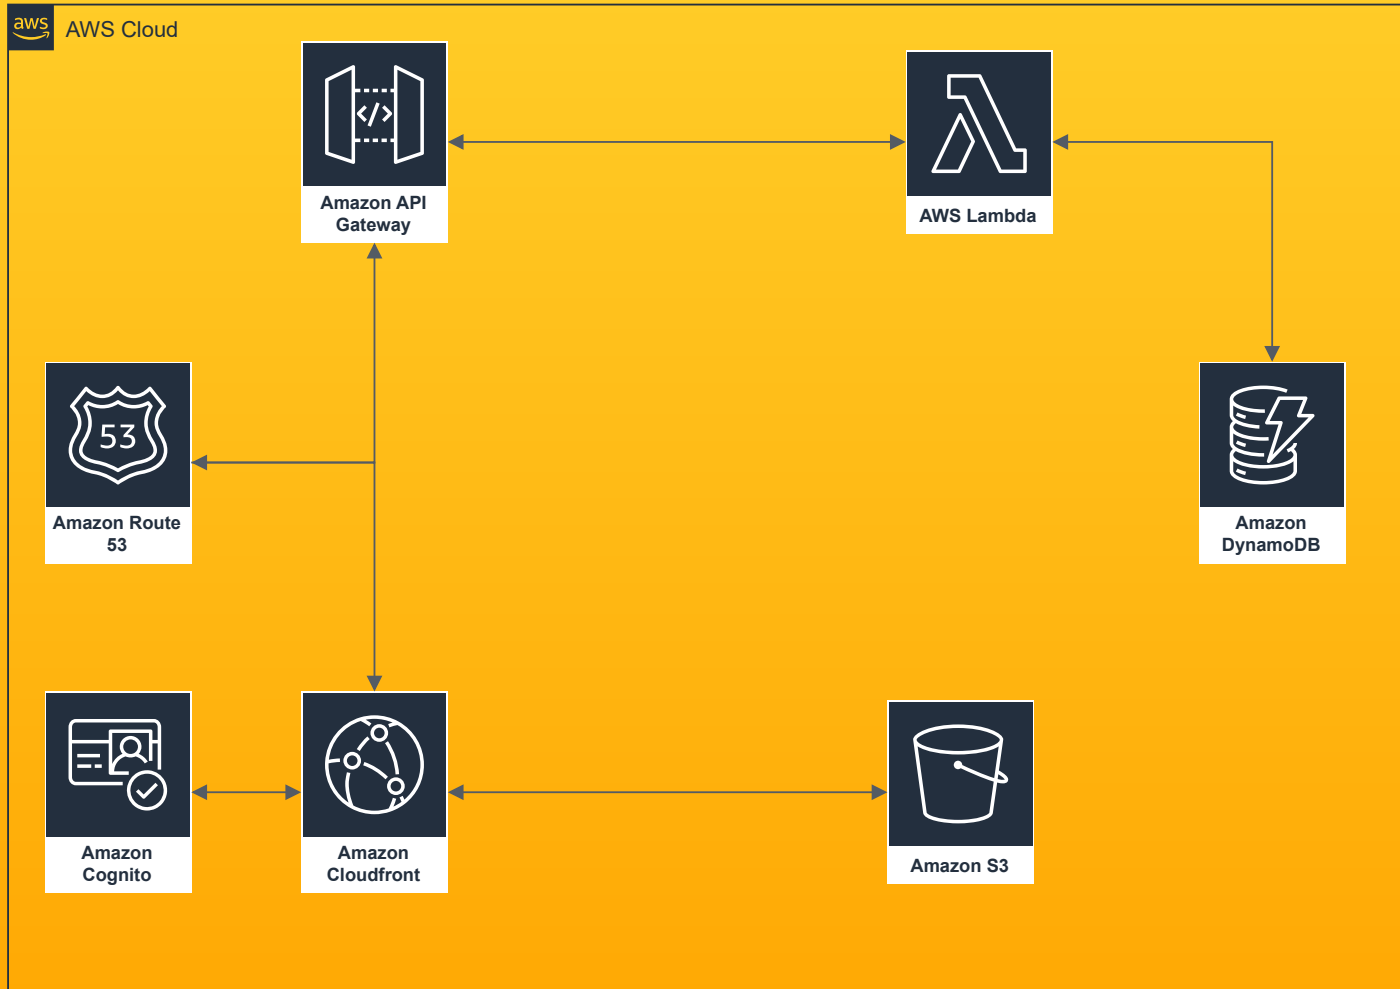 aws
AWS Cloud
</>
Amazon API
Gateway
AWS Lambda
53
Amazon Route
53
Amazon
DynamoDB
Amazon
Cognito
Amazon
Cloudfront
Amazon S3